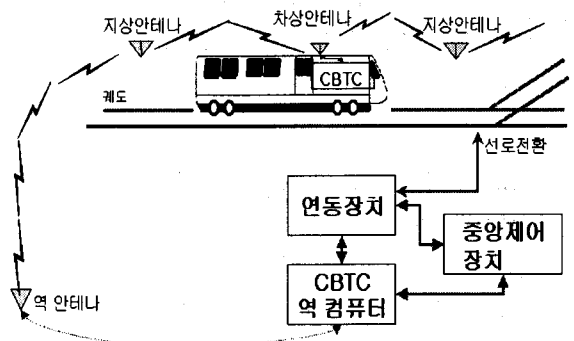 지상안테나
차상안테나
지상안테나
CBTC
궤도
선로전환
연동장치
중앙제어
장치
CBTC
역 컴퓨터
역 안테나